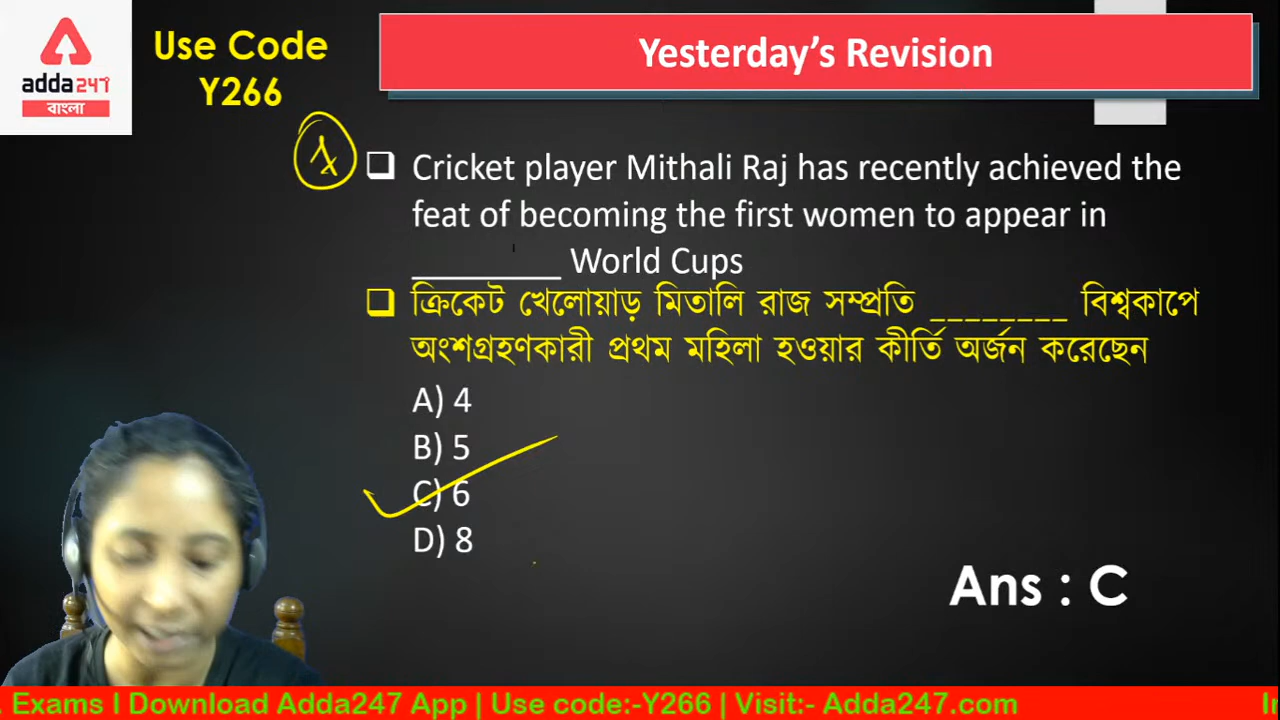 adda247
বাংলা
Use Code
Y266
Yesterday's Revision
❑ Cricket player Mithali Raj has recently achieved the
feat of becoming the first women to appear in
________ World Cups
❑ ক্রিকেট খেলোয়াড় মিতালি রাজ সম্প্রতি ________ বিশ্বকাপে
অংশগ্রহণকারী প্রথম মহিলা হওয়ার কীর্তি অর্জন করেছেন
A) 4
B) 5
C) 6
D) 8
Ans : C
. Exams I Download Adda247 App | Use code:-Y266 | Visit:- Adda247.com